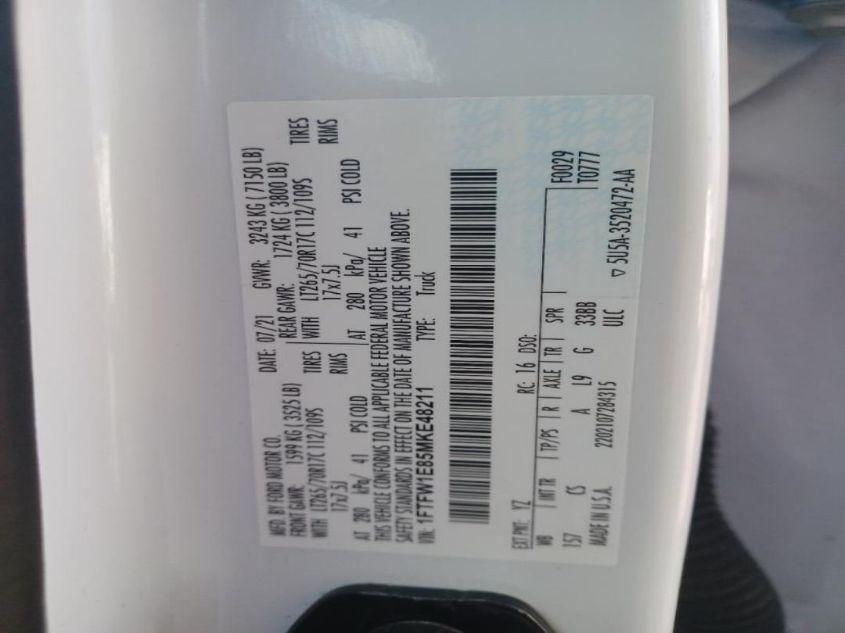 MFD. BY FORD MOTOR CO.
DATE: 07/21 GVWR: 3243 KG ( 7150 LB)
FRONT GAWR: 1599 KG ( 3525 LB) REAR GAWR: 1724 KG ( 3800 LB)
WITH LT265/70R17C 112/109S TIRES WITH LT265/70R17C 112/109S TIRES
17x7.5J RIMS 17x7.5J RIMS
AT 280 kPa/ 41 PSI COLD AT 280 kPa/ 41 PSI COLD
THIS VEHICLE CONFORMS TO ALL APPLICABLE FEDERAL MOTOR VEHICLE
SAFETY STANDARDS IN EFFECT ON THE DATE OF MANUFACTURE SHOWN ABOVE.
VIN: 1FTFW1E85MKE48211 TYPE: Truck
EXT PNT: YZ RC: 16 DSO:
WB INT TR TP/PS R AXLE TR SPR F0029
157 CS A L9 G 33BB T0777
MADE IN U.S.A. 2202107284315 ULC
▽ 5U5A-3520472-AA